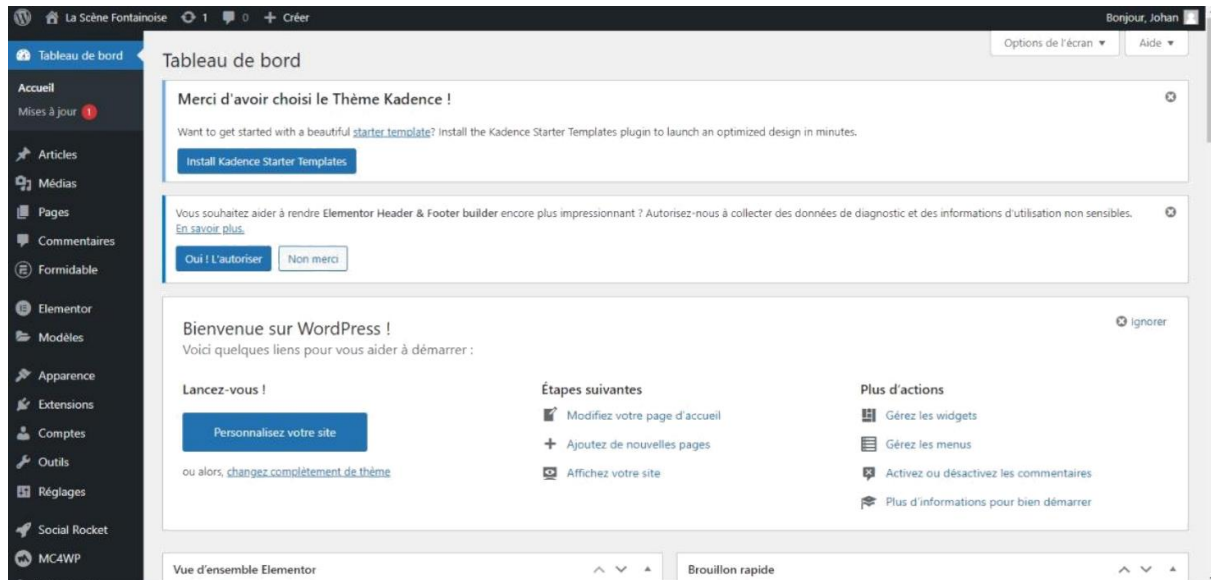 La Scène Fontainoise 1 0 + Créer Bonjour, Johan
Options de l'écran ▼ Aide ▼
Tableau de bord
Accueil
Mises à jour 1
Articles
Médias
Pages
Commentaires
Formidable
Elementor
Modèles
Apparence
Extensions
Comptes
Outils
Réglages
Social Rocket
MC4WP
Tableau de bord
Merci d'avoir choisi le Thème Kadence !
Want to get started with a beautiful starter template? Install the Kadence Starter Templates plugin to launch an optimized design in minutes.
Install Kadence Starter Templates
Vous souhaitez aider à rendre Elementor Header & Footer builder encore plus impressionnant ? Autorisez-nous à collecter des données de diagnostic et des informations d'utilisation non sensibles.
En savoir plus.
Oui ! L'autoriser Non merci
Bienvenue sur WordPress !
Ignorer
Voici quelques liens pour vous aider à démarrer :
Lancez-vous !
Personnalisez votre site
ou alors, changez complètement de thème
Étapes suivantes
Modifiez votre page d'accueil
Ajoutez de nouvelles pages
Affichez votre site
Plus d'actions
Gérez les widgets
Gérez les menus
Activez ou désactivez les commentaires
Plus d'informations pour bien démarrer
Vue d'ensemble Elementor
Brouillon rapide